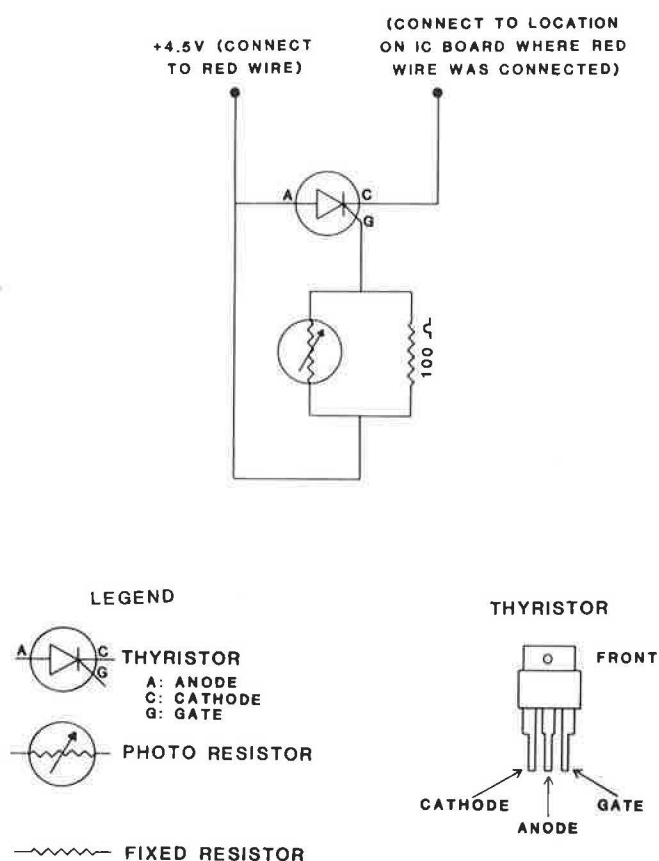 +4.5V (CONNECT
TO RED WIRE)
(CONNECT TO LOCATION
ON IC BOARD WHERE RED
WIRE WAS CONNECTED)
A
C
G
100 Ω
LEGEND
A
C
G
THYRISTOR
A: ANODE
C: CATHODE
G: GATE
PHOTO RESISTOR
FIXED RESISTOR
THYRISTOR
FRONT
CATHODE
GATE
ANODE